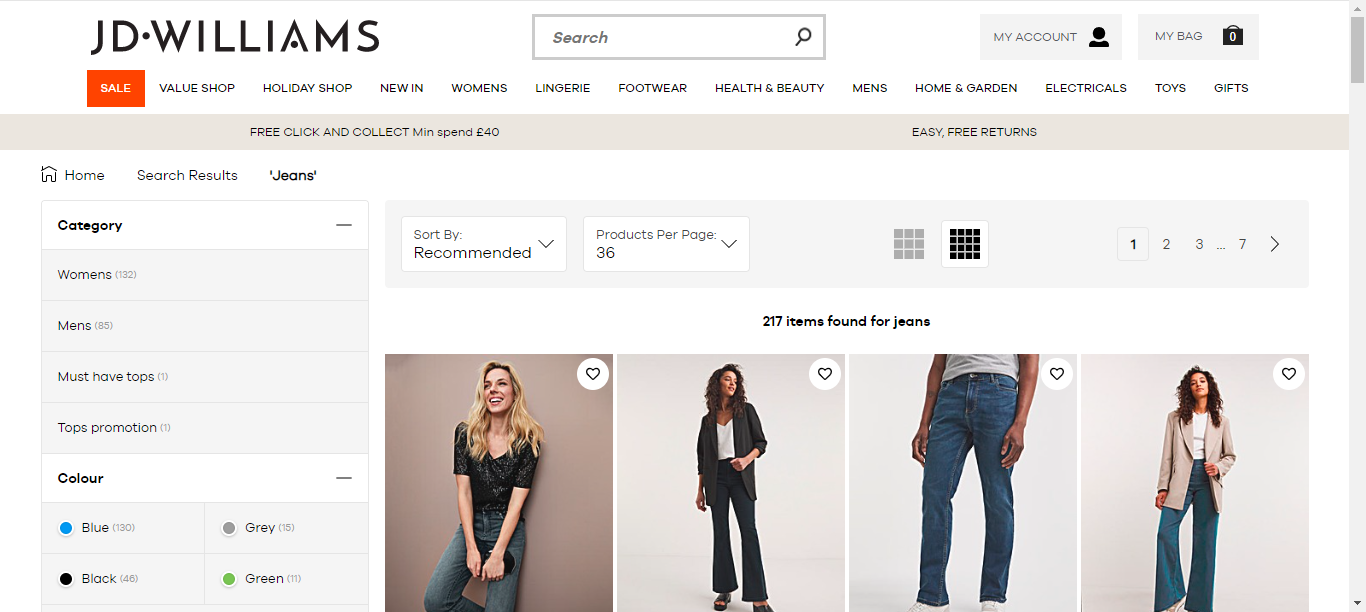 JD·WILLIAMS
Search
MY ACCOUNT
MY BAG
0
SALE
VALUE SHOP
HOLIDAY SHOP
NEW IN
WOMENS
LINGERIE
FOOTWEAR
HEALTH & BEAUTY
MENS
HOME & GARDEN
ELECTRICALS
TOYS
GIFTS
FREE CLICK AND COLLECT Min spend £40
EASY, FREE RETURNS
Home
Search Results
'Jeans'
Category
Womens (132)
Mens (85)
Must have tops (1)
Tops promotion (1)
Colour
Blue (130)
Grey (15)
Black (46)
Green (11)
Sort By:
Recommended
Products Per Page:
36
1 2 3 ... 7
217 items found for jeans